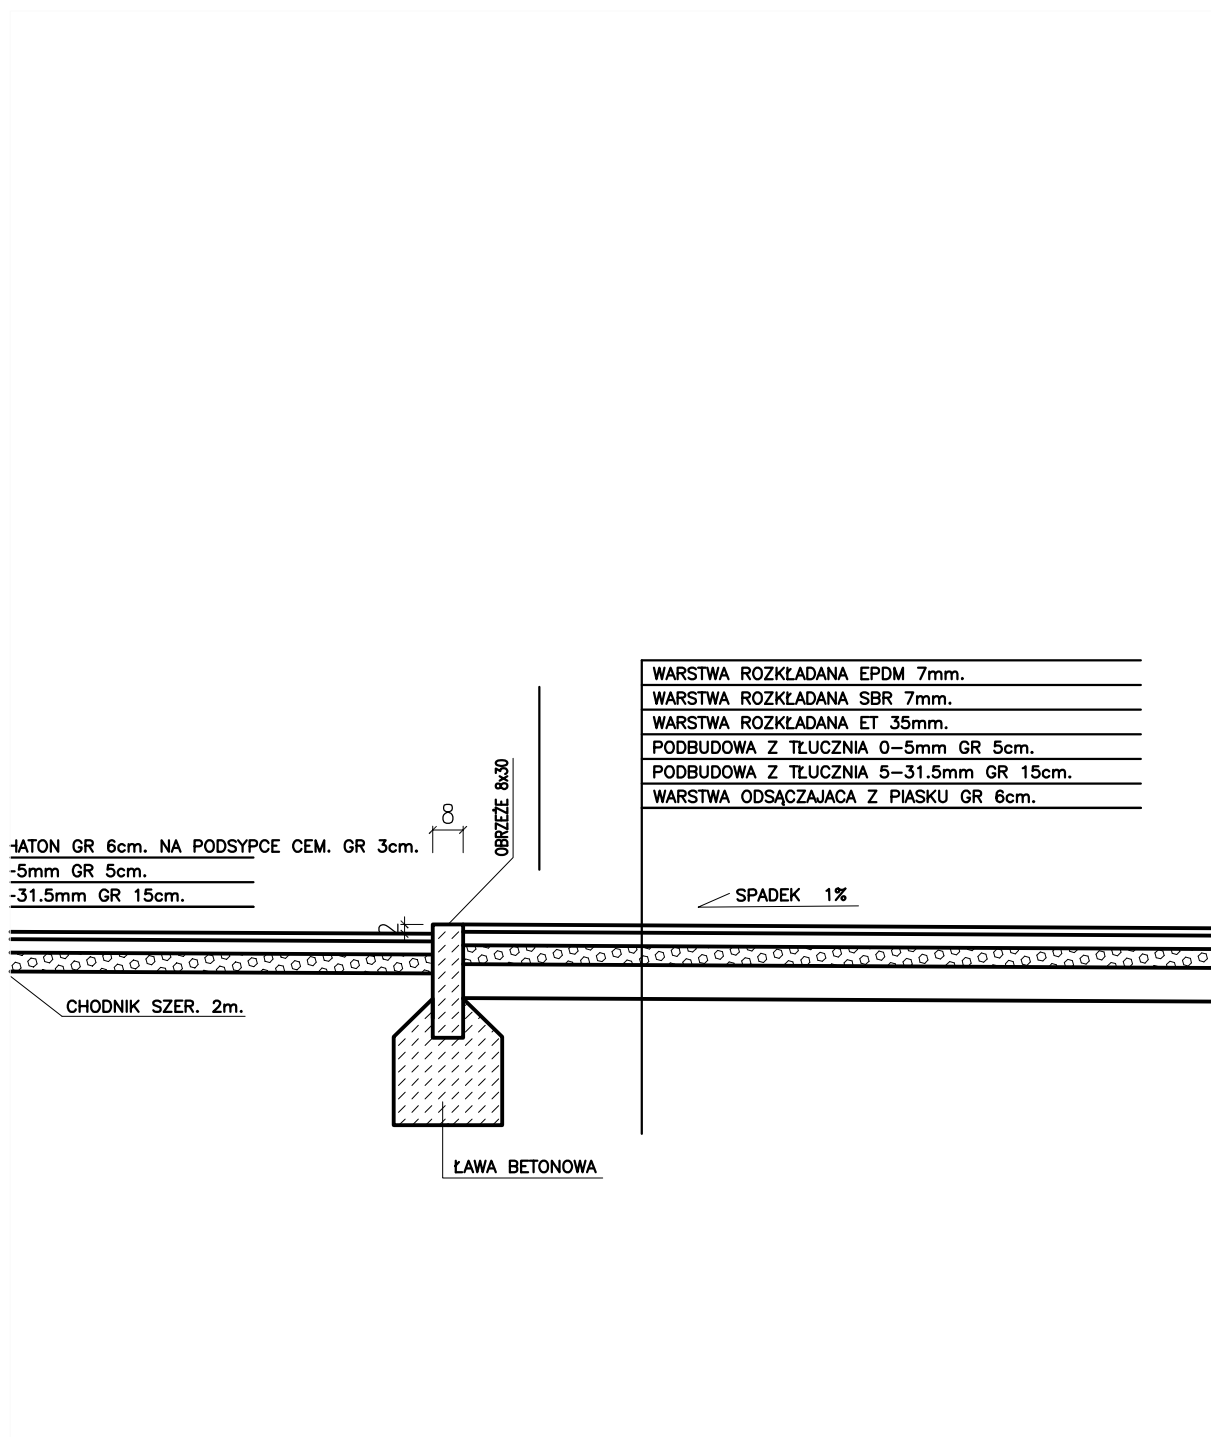 WARSTWA ROZKŁADANA EPDM 7mm.
WARSTWA ROZKŁADANA SBR 7mm.
WARSTWA ROZKŁADANA ET 35mm.
PODBUDOWA Z TŁUCZNIA 0-5mm GR 5cm.
PODBUDOWA Z TŁUCZNIA 5-31.5mm GR 15cm.
WARSTWA ODSĄCZAJACA Z PIASKU GR 6cm.
OBRZEŻE 8x30
8
GR 6cm. NA PODSYPCE CEM. GR 3cm.
-5mm GR 5cm.
-31.5mm GR 15cm.
SPADEK 1%
2
CHODNIK SZER. 2m.
ŁAWA BETONOWA